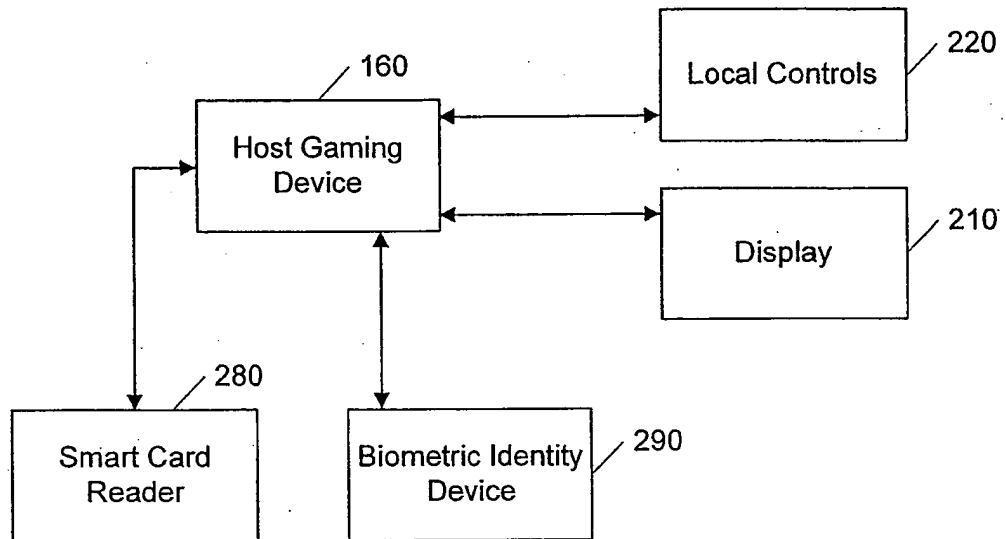 220
Local Controls
160
Host Gaming
Device
210
Display
280
Smart Card
Reader
290
Biometric Identity
Device